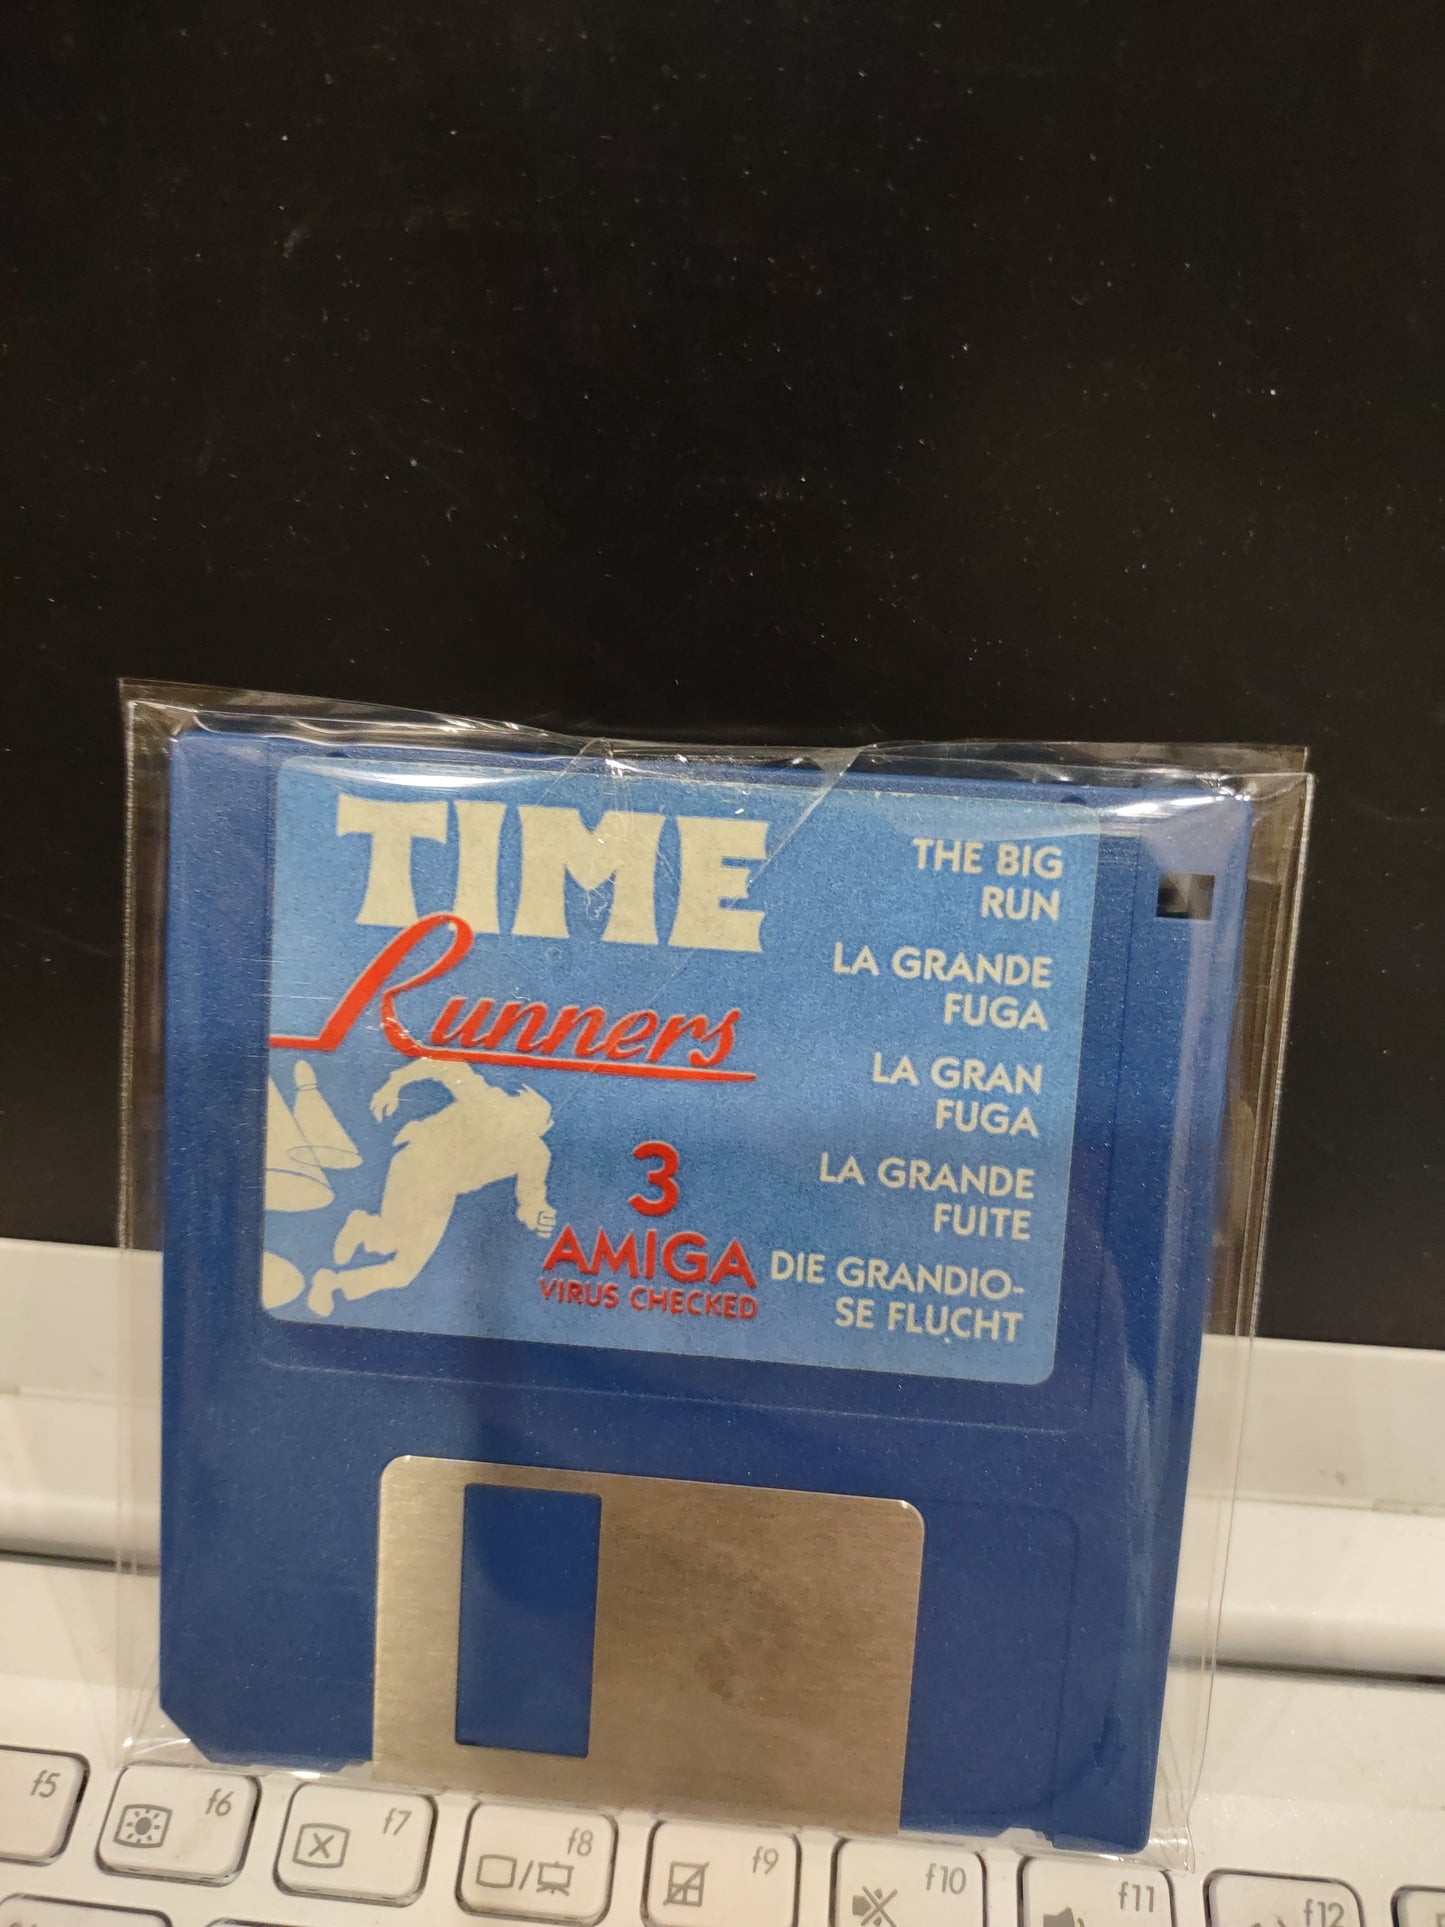 TIME
Runners
3
AMIGA
VIRUS CHECKED
THE BIG
RUN
LA GRANDE
FUGA
LA GRAN
FUGA
LA GRANDE
FUITE
DIE GRANDIO-
SE FLUCHT
f5
f6
f7
f8
f9
f10
f11
f12